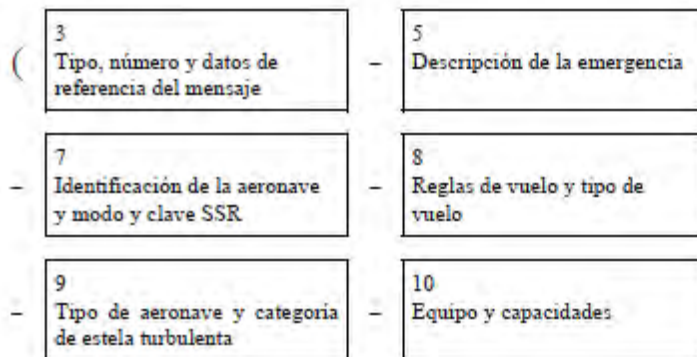 ( 3
Tipo, número y datos de
referencia del mensaje
– 5
Descripción de la emergencia
– 7
Identificación de la aeronave
y modo y clave SSR
– 8
Reglas de vuelo y tipo de
vuelo
– 9
Tipo de aeronave y categoría
de estela turbulenta
– 10
Equipo y capacidades